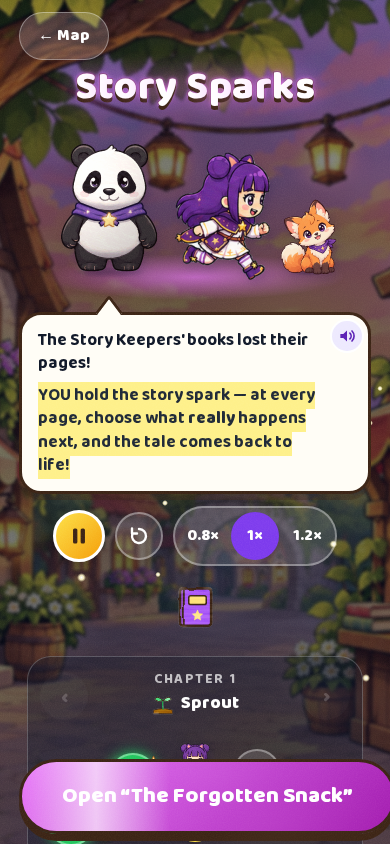 ← Map
Story Sparks
The Story Keepers' books lost their
pages!
YOU hold the story spark — at every
page, choose what really happens
next, and the tale comes back to
life!
0.8× 1× 1.2×
CHAPTER 1
Sprout
Open “The Forgotten Snack”